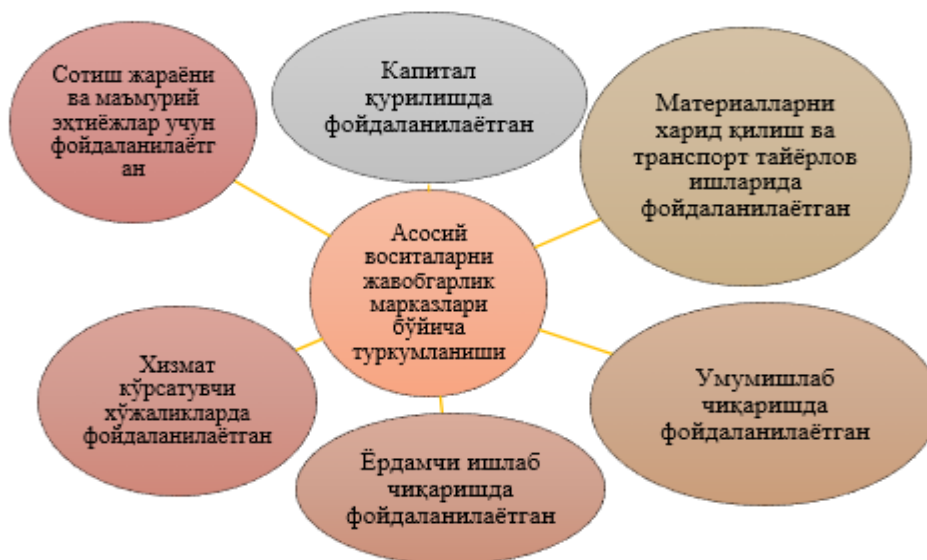 Сотиш жараёни
ва маъмурий
эҳтиёжлар учун
фойдаланилаётг
ан
Капитал
қурилишда
фойдаланилаётган
Материалларни
харид қилиш ва
транспорт тайёрлов
ишларида
фойдаланилаётган
Асосий
воситаларни
жавобгарлик
марказлари
бўйича
туркумланиши
Хизмат
кўрсатувчи
хўжаликларда
фойдаланилаётган
Умумишлаб
чиқаришда
фойдаланилаётган
Ёрдамчи ишлаб
чиқаришда
фойдаланилаётган